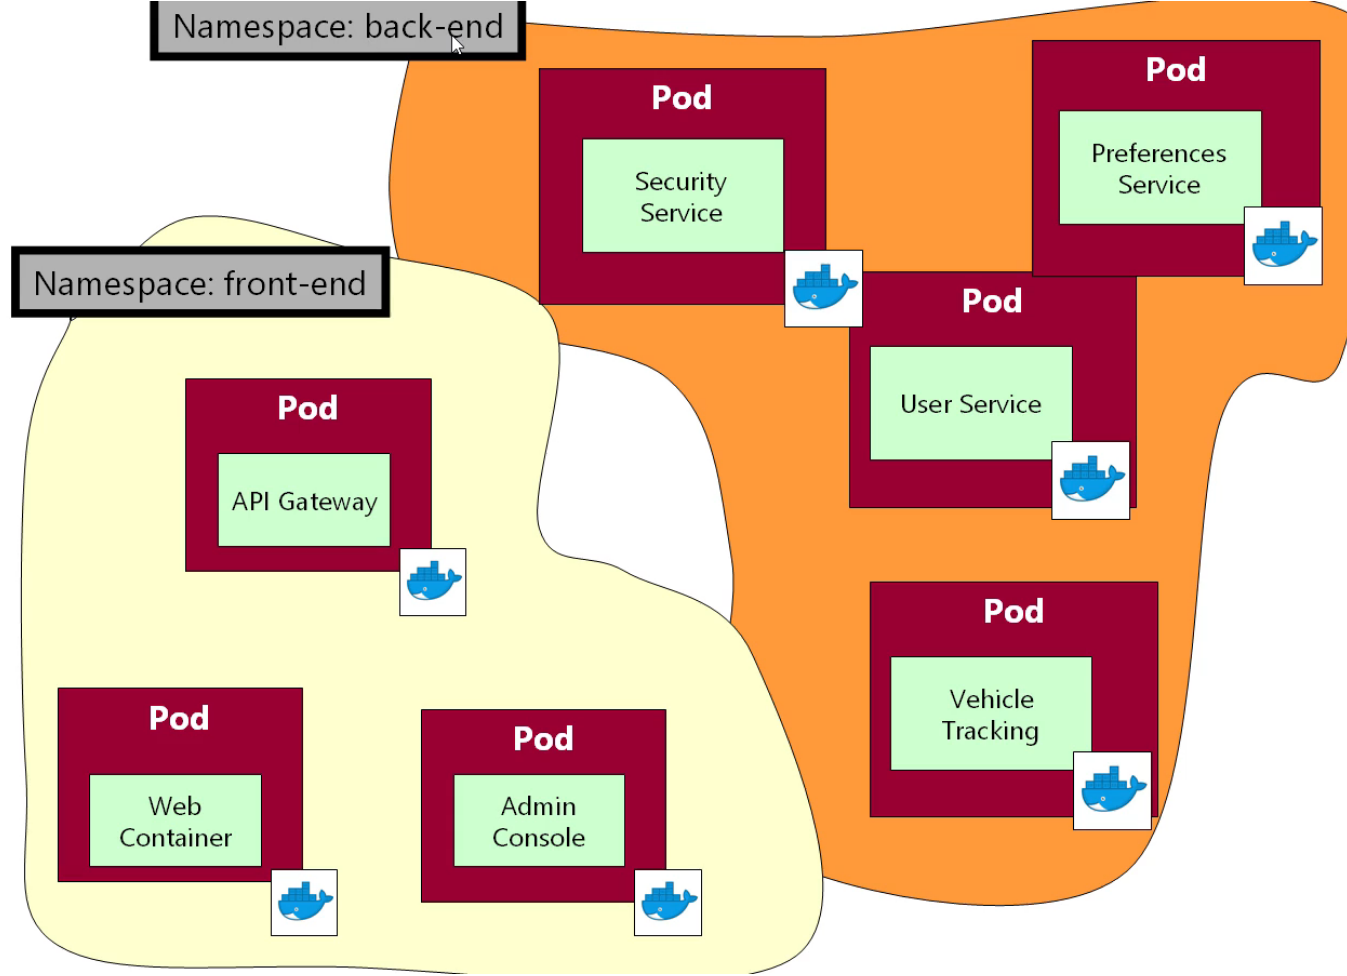 Namespace: back-end
Pod
Security
Service
Pod
Preferences
Service
Pod
User Service
Pod
Vehicle
Tracking
Namespace: front-end
Pod
API Gateway
Pod
Web
Container
Pod
Admin
Console